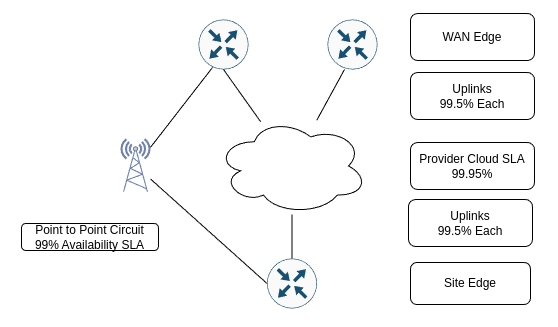 WAN Edge
Uplinks
99.5% Each
Provider Cloud SLA
99.95%
Uplinks
99.5% Each
Point to Point Circuit
99% Availability SLA
Site Edge